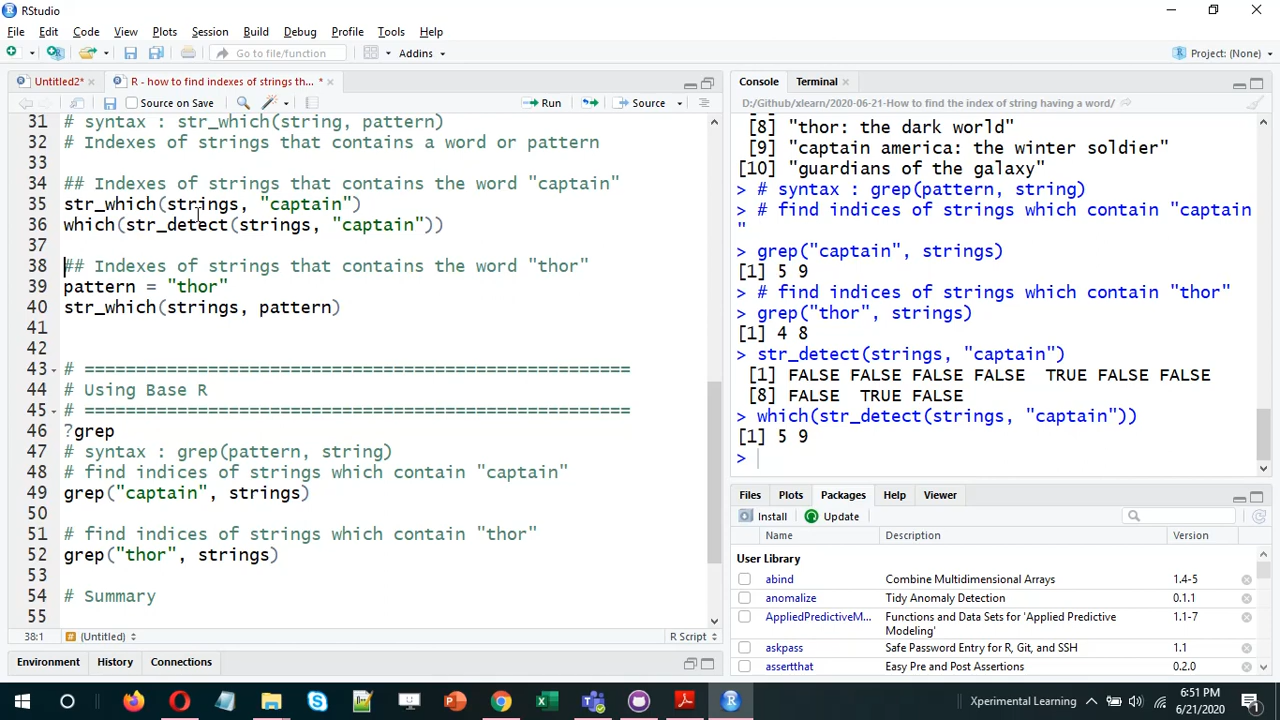 RStudio
File Edit Code View Plots Session Build Debug Profile Tools Help
Go to file/function Addins Project: (None)
Untitled2* R - how to find indexes of strings th... *
Source on Save Run Source
31 # syntax : str_which(string, pattern)
32 # Indexes of strings that contains a word or pattern
33
34 ## Indexes of strings that contains the word "captain"
35 str_which(strings, "captain")
36 which(str_detect(strings, "captain"))
37
38 ## Indexes of strings that contains the word "thor"
39 pattern = "thor"
40 str_which(strings, pattern)
41
42
43 # ======================================================
44 # Using Base R
45 # ======================================================
46 ?grep
47 # syntax : grep(pattern, string)
48 # find indices of strings which contain "captain"
49 grep("captain", strings)
50
51 # find indices of strings which contain "thor"
52 grep("thor", strings)
53
54 # Summary
55
38:1 # (Untitled) R Script
Environment History Connections
Console Terminal
D:/Github/xlearn/2020-06-21-How to find the index of string having a word/
[8] "thor: the dark world"
[9] "captain america: the winter soldier"
[10] "guardians of the galaxy"
> # syntax : grep(pattern, string)
> # find indices of strings which contain "captain
"
> grep("captain", strings)
[1] 5 9
> # find indices of strings which contain "thor"
> grep("thor", strings)
[1] 4 8
> str_detect(strings, "captain")
[1] FALSE FALSE FALSE FALSE TRUE FALSE FALSE
[8] FALSE TRUE FALSE
> which(str_detect(strings, "captain"))
[1] 5 9
>
Files Plots Packages Help Viewer
Install Update
Name Description Version
User Library
abind Combine Multidimensional Arrays 1.4-5
anomalize Tidy Anomaly Detection 0.1.1
AppliedPredictiveM... Functions and Data Sets for 'Applied Predictive 1.1-7
Modeling'
askpass Safe Password Entry for R, Git, and SSH 1.1
assertthat Easy Pre and Post Assertions 0.2.0
Xperimental Learning 6:51 PM
6/21/2020